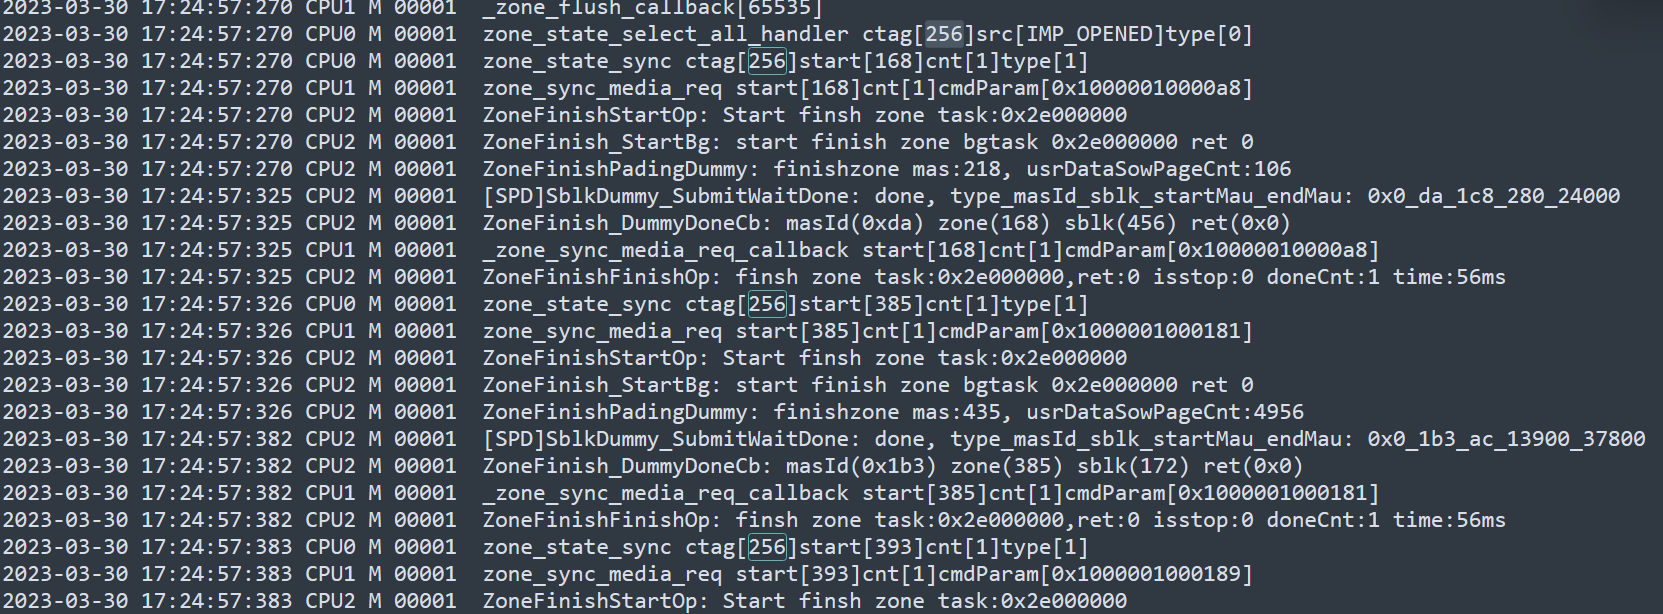 2023-03-30 17:24:57:270 CPU1 M 00001  _zone_flush_callback[65535]
2023-03-30 17:24:57:270 CPU0 M 00001  zone_state_select_all_handler ctag[256]src[IMP_OPENED]type[0]
2023-03-30 17:24:57:270 CPU0 M 00001  zone_state_sync ctag[256]start[168]cnt[1]type[1]
2023-03-30 17:24:57:270 CPU1 M 00001  zone_sync_media_req start[168]cnt[1]cmdParam[0x10000010000a8]
2023-03-30 17:24:57:270 CPU2 M 00001  ZoneFinishStartOp: Start finsh zone task:0x2e000000
2023-03-30 17:24:57:270 CPU2 M 00001  ZoneFinish_StartBg: start finish zone bgtask 0x2e000000 ret 0
2023-03-30 17:24:57:270 CPU2 M 00001  ZoneFinishPadingDummy: finishzone mas:218, usrDataSowPageCnt:106
2023-03-30 17:24:57:325 CPU2 M 00001  [SPD]SblkDummy_SubmitWaitDone: done, type_masId_sblk_startMau_endMau: 0x0_da_1c8_280_24000
2023-03-30 17:24:57:325 CPU2 M 00001  ZoneFinish_DummyDoneCb: masId(0xda) zone(168) sblk(456) ret(0x0)
2023-03-30 17:24:57:325 CPU1 M 00001  _zone_sync_media_req_callback start[168]cnt[1]cmdParam[0x10000010000a8]
2023-03-30 17:24:57:325 CPU2 M 00001  ZoneFinishFinishOp: finsh zone task:0x2e000000,ret:0 isstop:0 doneCnt:1 time:56ms
2023-03-30 17:24:57:326 CPU0 M 00001  zone_state_sync ctag[256]start[385]cnt[1]type[1]
2023-03-30 17:24:57:326 CPU1 M 00001  zone_sync_media_req start[385]cnt[1]cmdParam[0x1000001000181]
2023-03-30 17:24:57:326 CPU2 M 00001  ZoneFinishStartOp: Start finsh zone task:0x2e000000
2023-03-30 17:24:57:326 CPU2 M 00001  ZoneFinish_StartBg: start finish zone bgtask 0x2e000000 ret 0
2023-03-30 17:24:57:326 CPU2 M 00001  ZoneFinishPadingDummy: finishzone mas:435, usrDataSowPageCnt:4956
2023-03-30 17:24:57:382 CPU2 M 00001  [SPD]SblkDummy_SubmitWaitDone: done, type_masId_sblk_startMau_endMau: 0x0_1b3_ac_13900_37800
2023-03-30 17:24:57:382 CPU2 M 00001  ZoneFinish_DummyDoneCb: masId(0x1b3) zone(385) sblk(172) ret(0x0)
2023-03-30 17:24:57:382 CPU1 M 00001  _zone_sync_media_req_callback start[385]cnt[1]cmdParam[0x1000001000181]
2023-03-30 17:24:57:382 CPU2 M 00001  ZoneFinishFinishOp: finsh zone task:0x2e000000,ret:0 isstop:0 doneCnt:1 time:56ms
2023-03-30 17:24:57:383 CPU0 M 00001  zone_state_sync ctag[256]start[393]cnt[1]type[1]
2023-03-30 17:24:57:383 CPU1 M 00001  zone_sync_media_req start[393]cnt[1]cmdParam[0x1000001000189]
2023-03-30 17:24:57:383 CPU2 M 00001  ZoneFinishStartOp: Start finsh zone task:0x2e000000